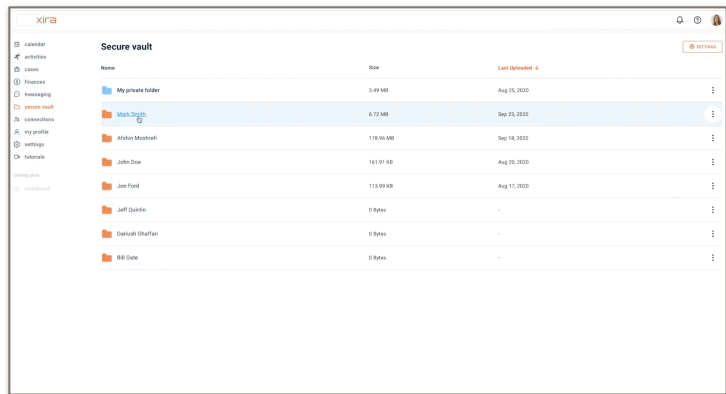 xira
calendar
activities
cases
finances
messaging
secure vault
connections
my profile
settings
tutorials
dashboard
Secure vault
SETTINGS
Name Size Last Uploaded ↓
My private folder 3.49 MB Aug 25, 2020
Mark Smith 6.72 MB Sep 23, 2020
Afshin Moshrefi 178.96 MB Sep 18, 2020
John Doe 161.91 KB Aug 20, 2020
Jon Ford 113.99 KB Aug 17, 2020
Jeff Quinlin 0 Bytes -
Dariush Ghaffari 0 Bytes -
Bill Gate 0 Bytes -